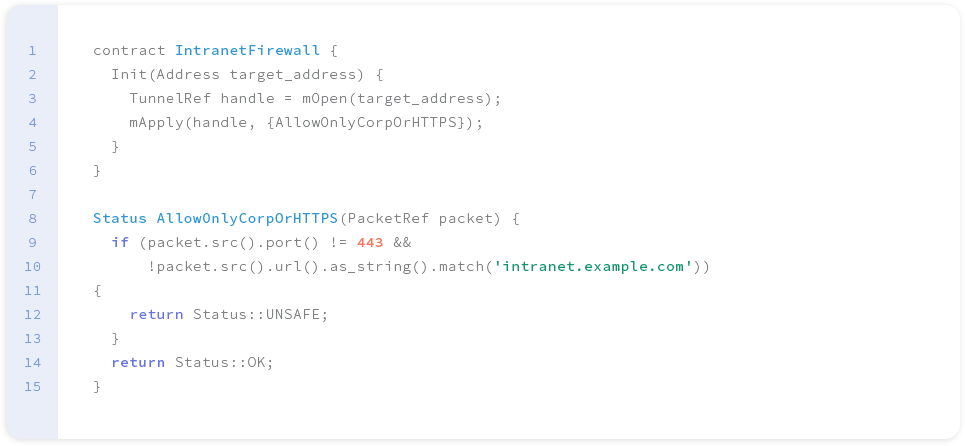 1 contract IntranetFirewall {
2 Init(Address target_address) {
3 TunnelRef handle = mOpen(target_address);
4 mApply(handle, {AllowOnlyCorpOrHTTPS});
5 }
6 }
7
8 Status AllowOnlyCorpOrHTTPS(PacketRef packet) {
9 if (packet.src().port() != 443 &&
10 !packet.src().url().as_string().match('intranet.example.com'))
11 {
12 return Status::UNSAFE;
13 }
14 return Status::OK;
15 }